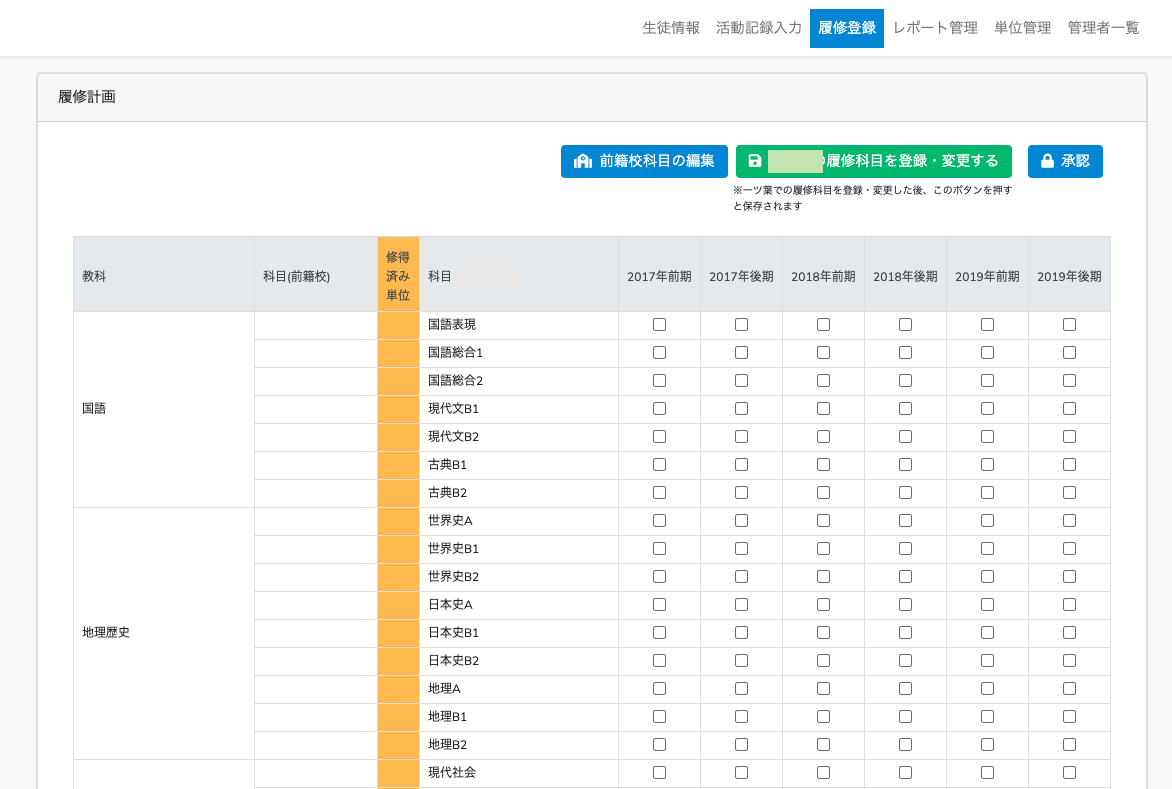 生徒情報 活動記録入力 履修登録 レポート管理 単位管理 管理者一覧
履修計画
前籍校科目の編集 の履修科目を登録・変更する 承認
※一ツ葉での履修科目を登録・変更した後、このボタンを押す
と保存されます
教科 科目(前籍校) 修得済み単位 科目 2017年前期 2017年後期 2018年前期 2018年後期 2019年前期 2019年後期
国語
国語表現
国語総合1
国語総合2
現代文B1
現代文B2
古典B1
古典B2
地理歴史
世界史A
世界史B1
世界史B2
日本史A
日本史B1
日本史B2
地理A
地理B1
地理B2
現代社会